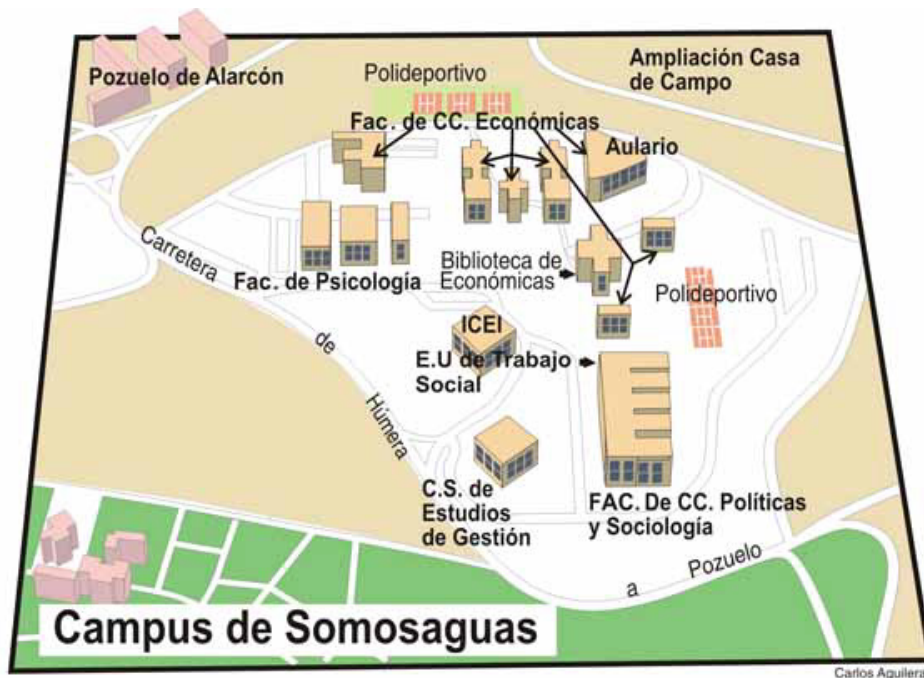 Pozuelo de Alarcón
Polideportivo
Ampliación Casa
de Campo
Fac. de CC. Económicas
Aulario
Carretera
de
Húmera
a
Pozuelo
Fac. de Psicología
Biblioteca de
Económicas
Polideportivo
ICEI
E.U de Trabajo
Social
C.S. de
Estudios
de Gestión
FAC. De CC. Políticas
y Sociología
Campus de Somosaguas
Carlos Aguilera